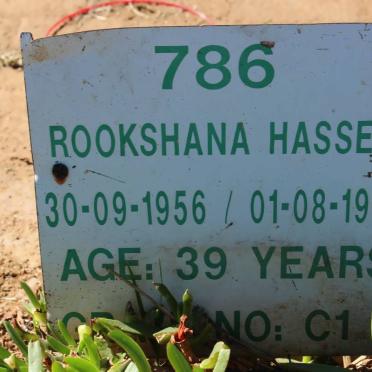 786
ROOKSHANA HASSE
30-09-1956 / 01-08-19
AGE: 39 YEARS
NO: C1